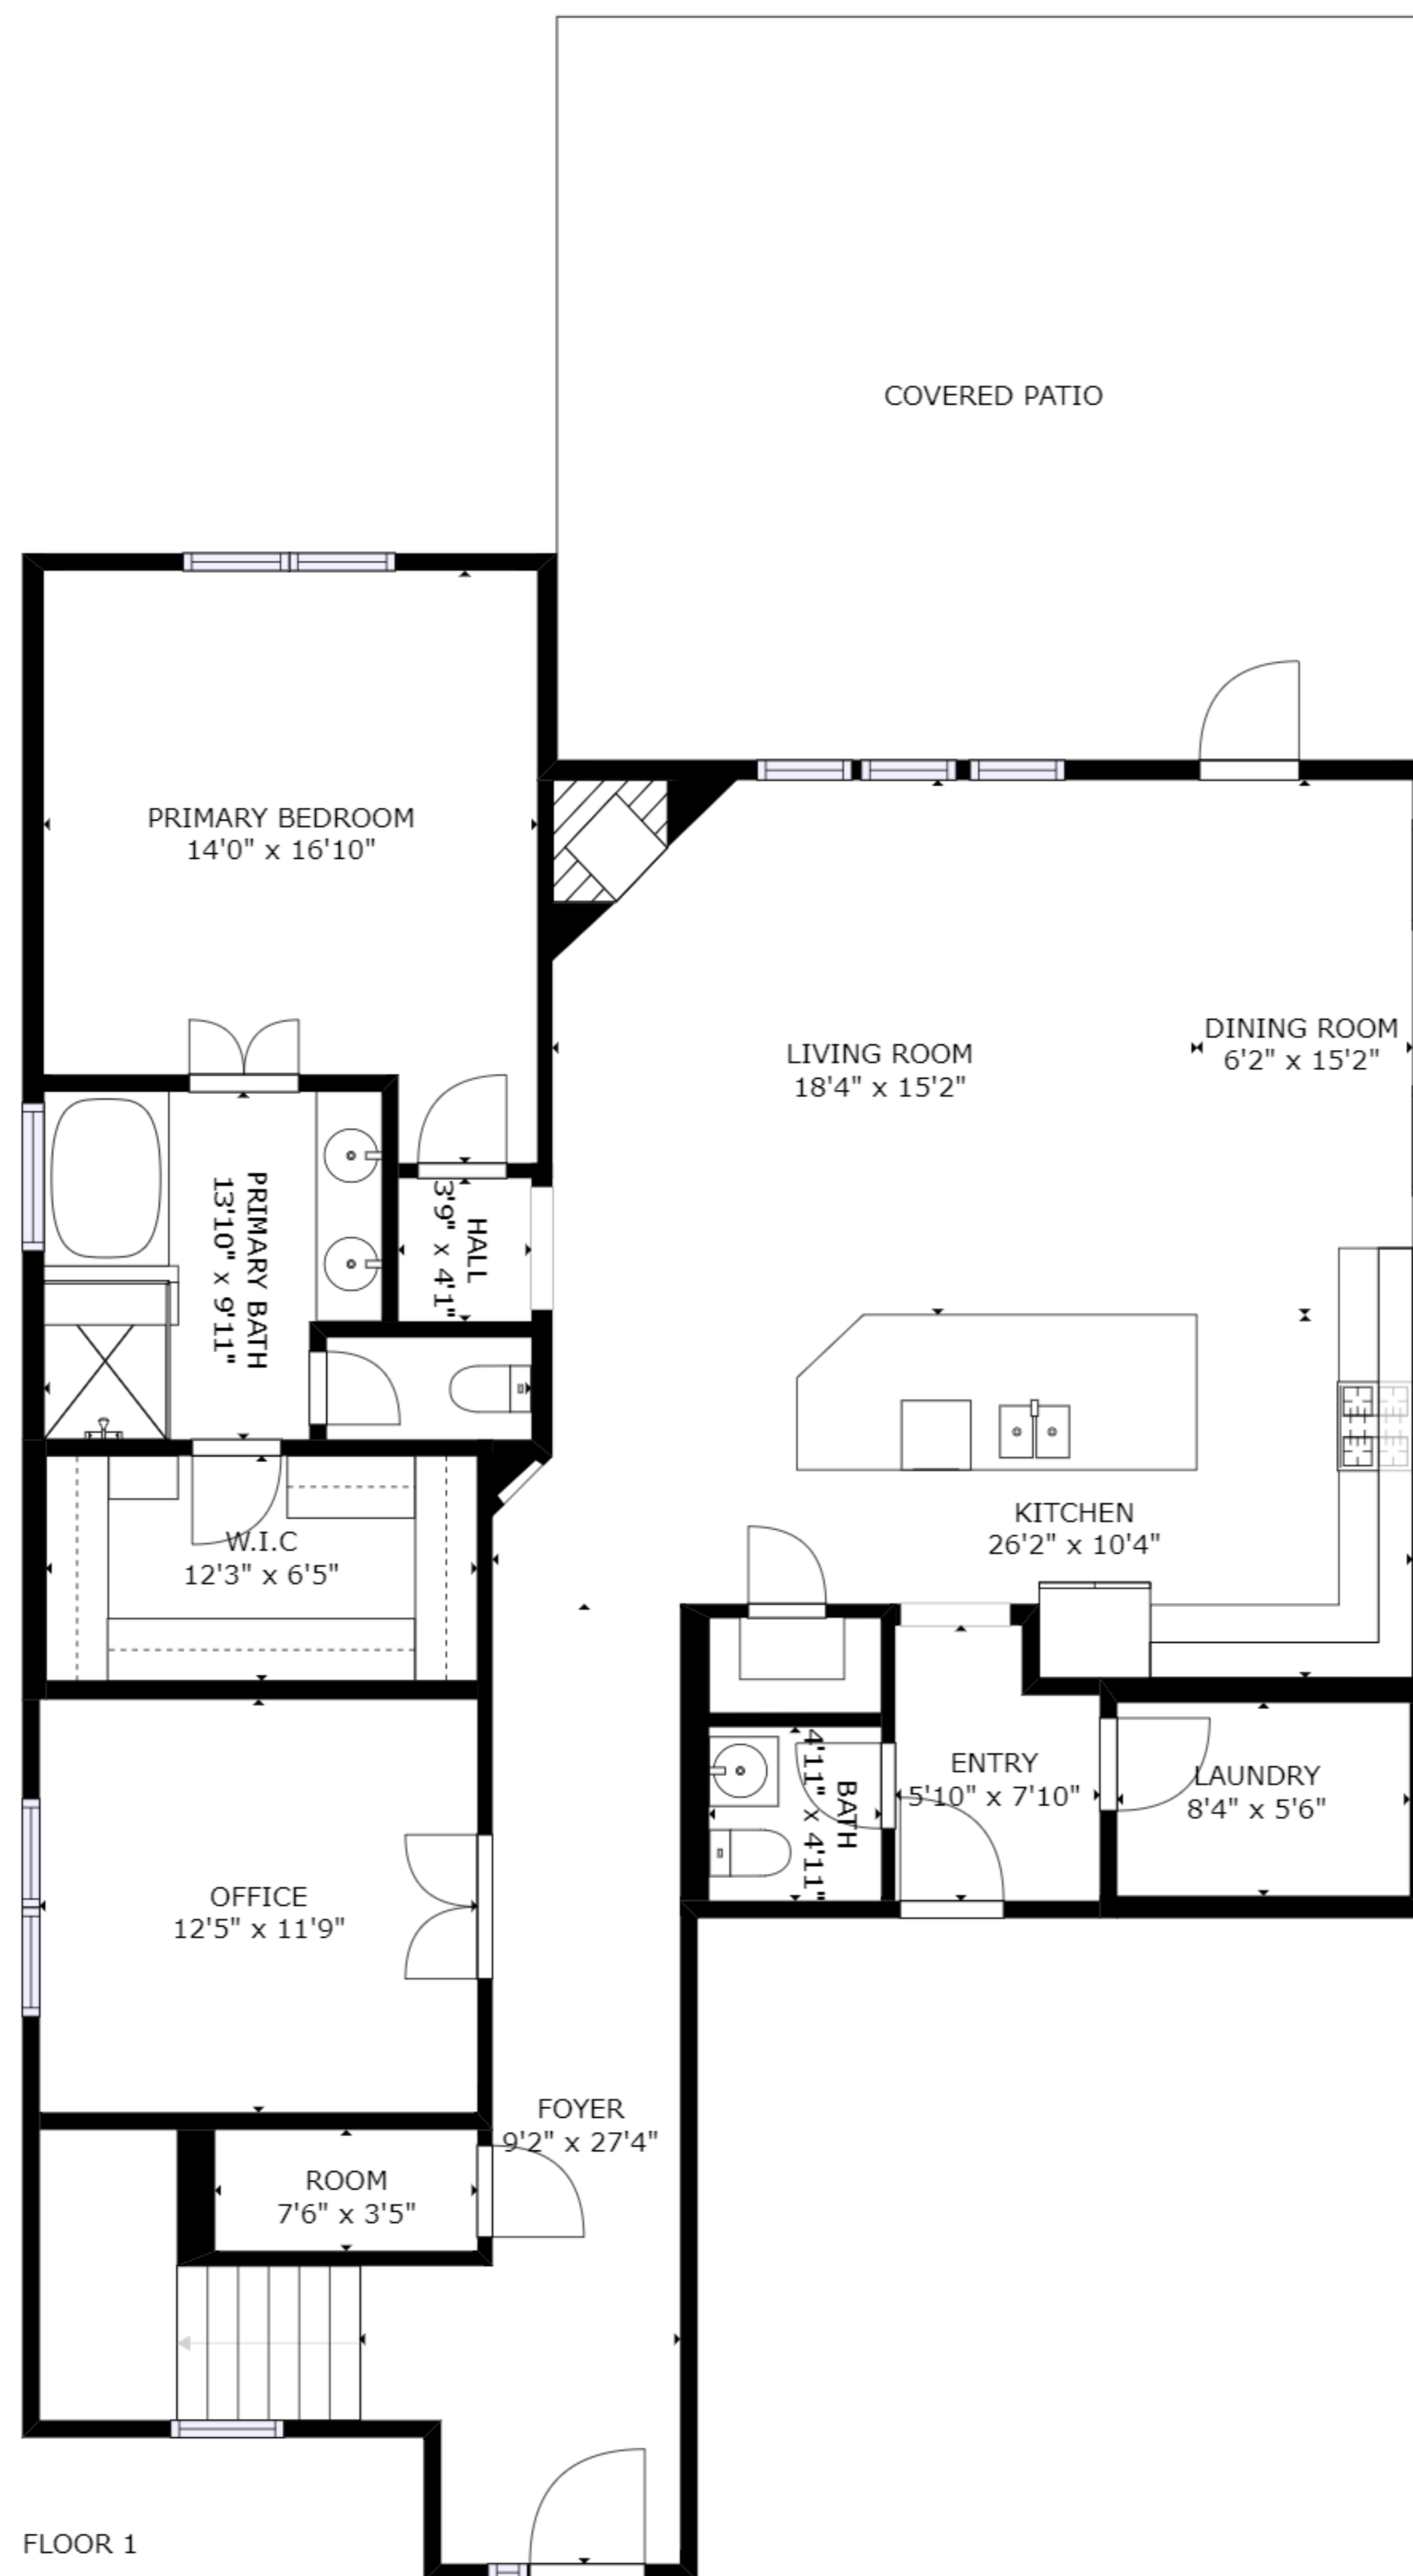 COVERED PATIO
PRIMARY BEDROOM
14'0" x 16'10"
LIVING ROOM
18'4" x 15'2"
DINING ROOM
6'2" x 15'2"
PRIMARY BATH
13'10" x 9'11"
HALL
3'9" x 4'1"
KITCHEN
26'2" x 10'4"
W.I.C
12'3" x 6'5"
ENTRY
5'10" x 7'10"
LAUNDRY
8'4" x 5'6"
BATH
4'11" x 4'11"
OFFICE
12'5" x 11'9"
FOYER
9'2" x 27'4"
ROOM
7'6" x 3'5"
FLOOR 1